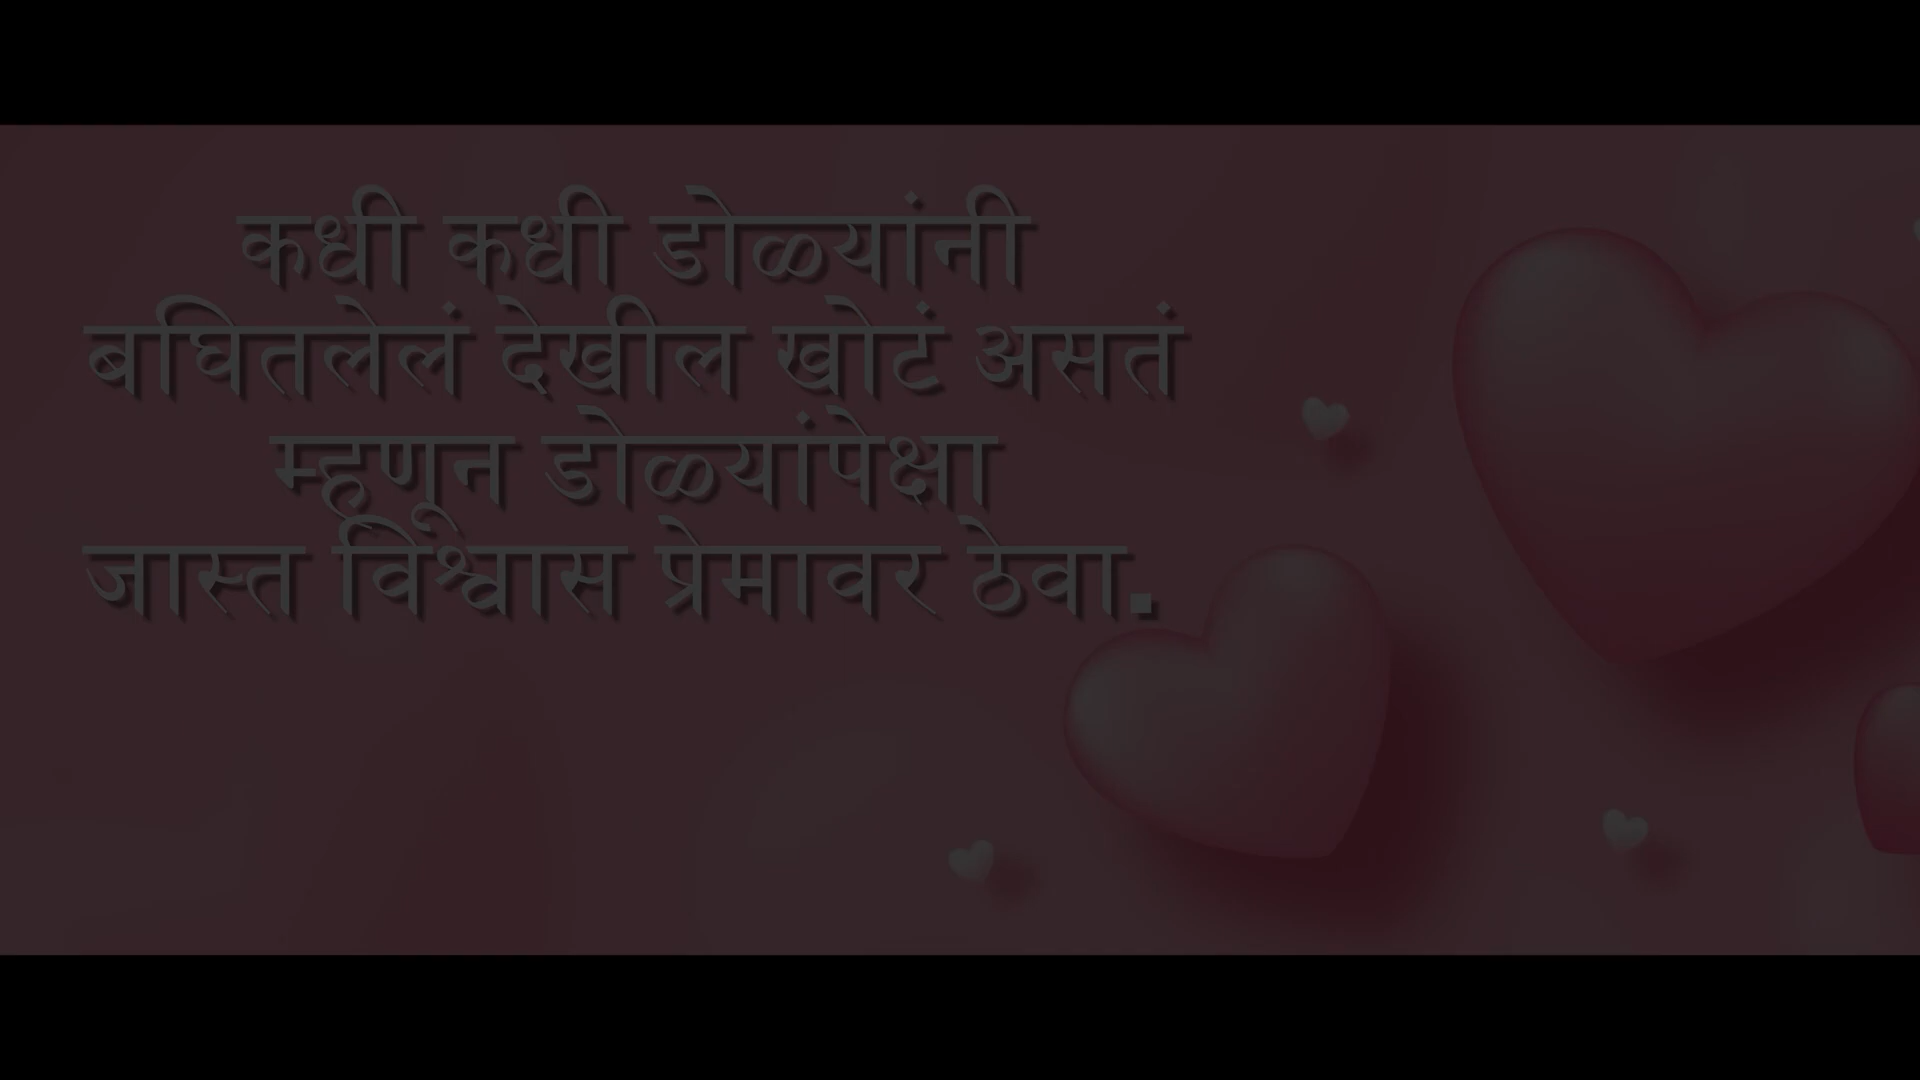 कधी कधी डोळ्यांनी
बघितलेलं देखील खोटं असतं
म्हणून डोळ्यांपेक्षा
जास्त विश्वास प्रेमावर ठेवा.